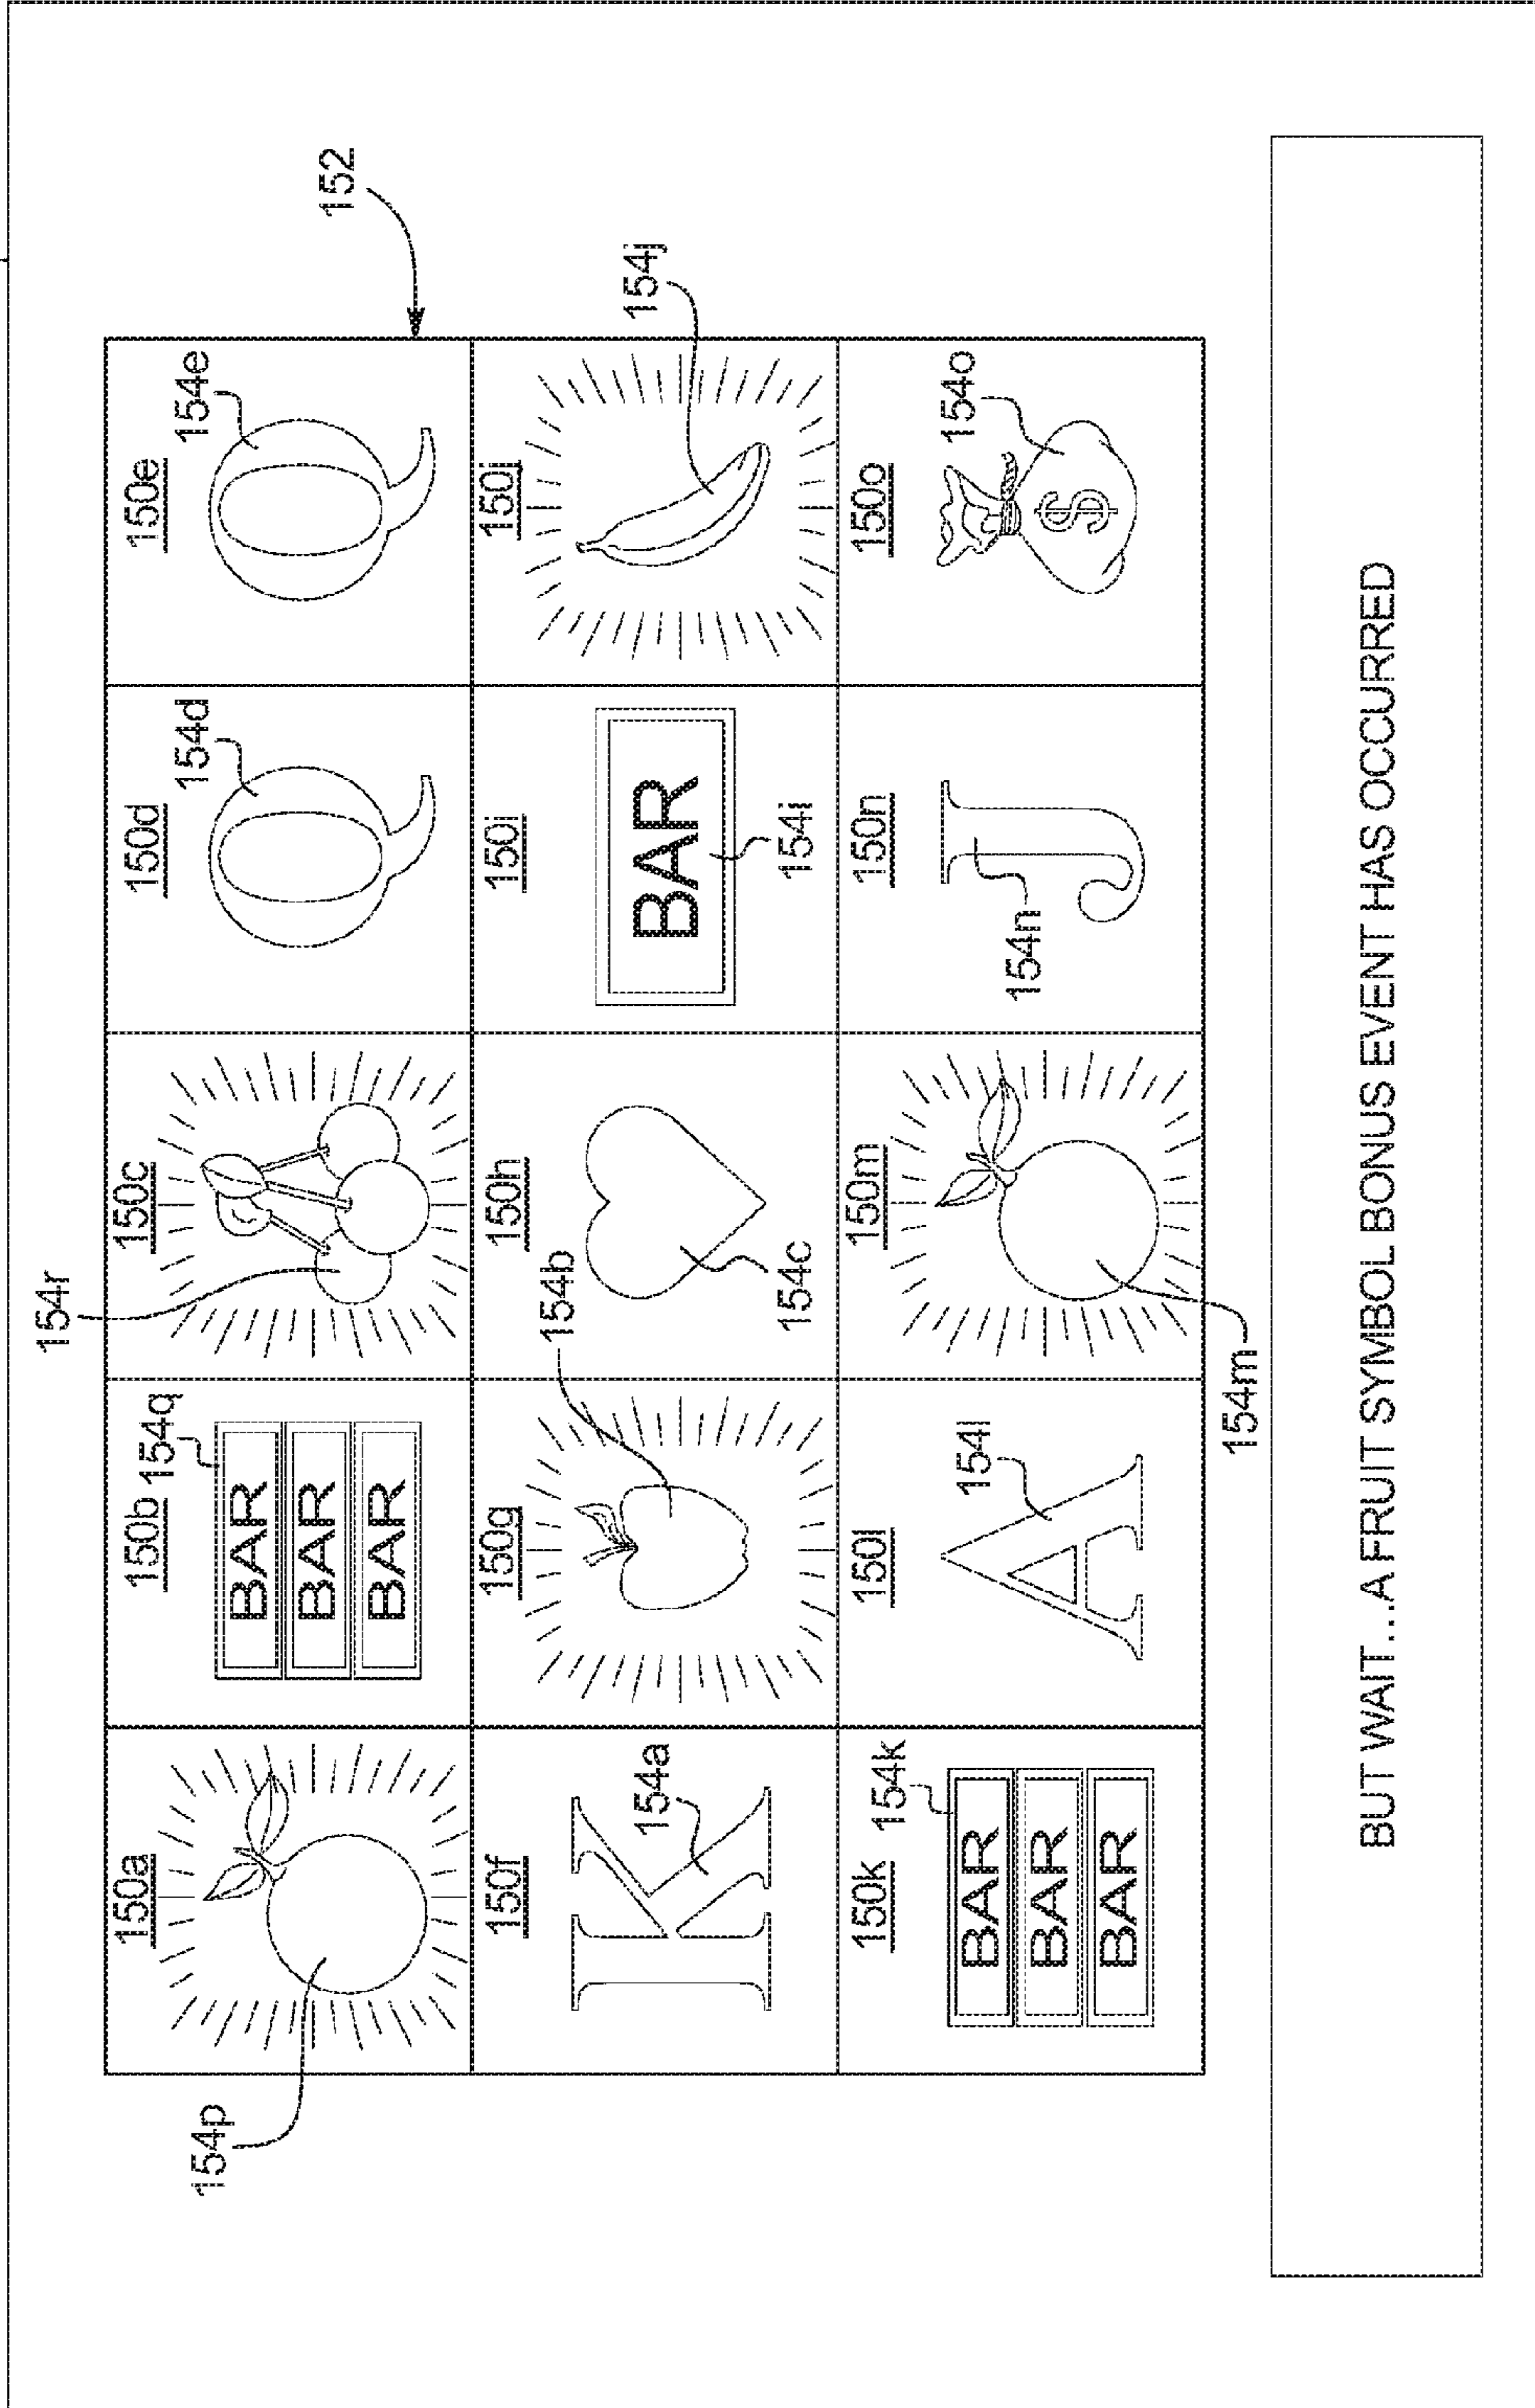 152
154r
150a
150b 154q
150c
150d 154d
150e 154e
BAR
BAR
BAR
Q
Q
154p
150f
K
154a
150g
154b
150h
154c
150i
BAR
154i
150j
154j
150k 154k
BAR
BAR
BAR
150l
A
154l
150m
154m
150n
J
154n
150o
154o
$
BUT WAIT...A FRUIT SYMBOL BONUS EVENT HAS OCCURRED